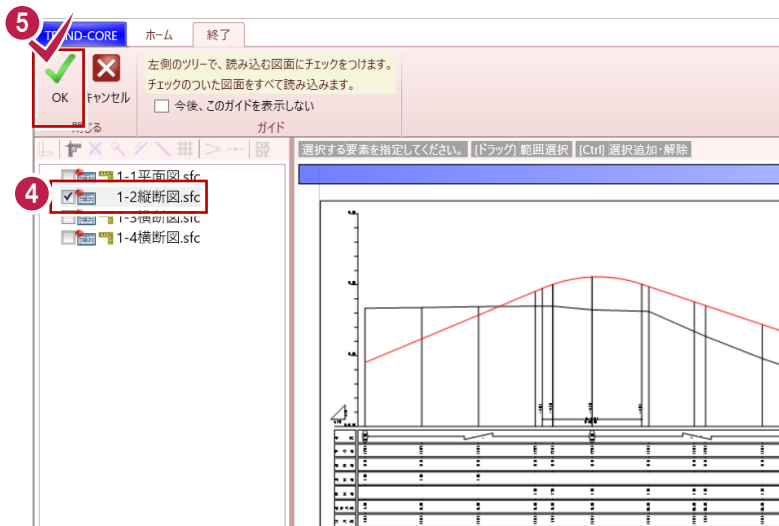 5
TREND-CORE ホーム 終了
左側のツリーで、読み込む図面にチェックをつけます。
チェックのついた図面をすべて読み込みます。
OK キャンセル
今後、このガイドを表示しない
閉じる ガイド
選択する要素を指定してください。 [ドラッグ] 範囲選択 [Ctrl] 選択追加・解除
1-1平面図.sfc
4
1-2縦断図.sfc
1-3横断図.sfc
1-4横断図.sfc